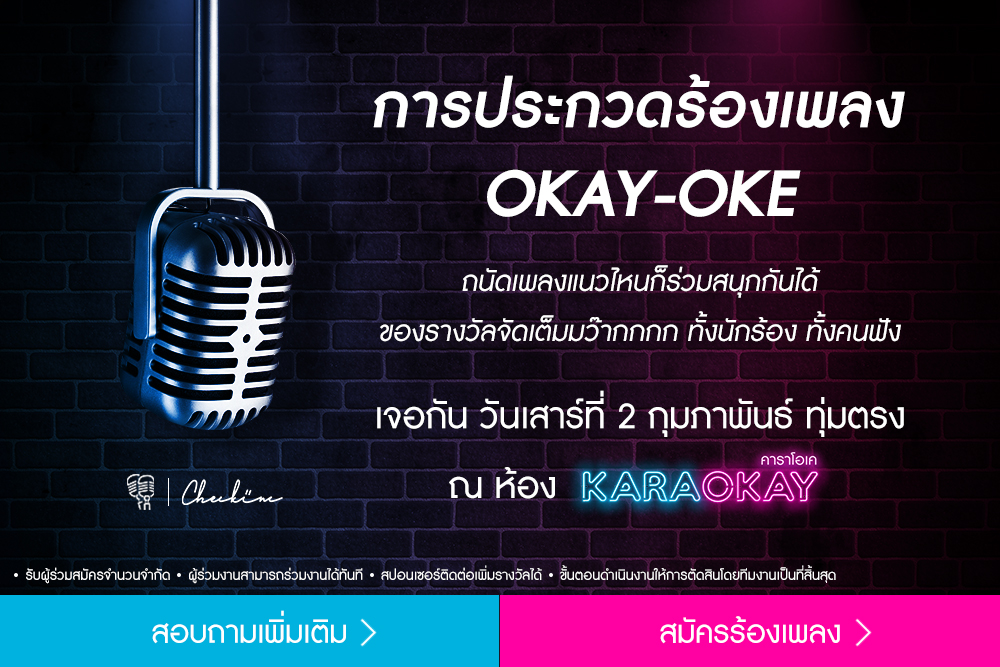 การประกวดร้องเพลง
OKAY-OKE
ถนัดเพลงแนวไหนก็ร่วมสนุกกันได้
ของรางวัลจัดเต็มมว๊ากกกก ทั้งนักร้อง ทั้งคนฟัง
เจอกัน วันเสาร์ที่ 2 กุมภาพันธ์ ทุ่มตรง
คาราโอเค
ณ ห้อง KARAOKAY
• รับผู้ร่วมสมัครจำนวนจำกัด • ผู้ร่วมงานสามารถร่วมงานได้ทันที • สปอนเซอร์ติดต่อเพิ่มรางวัลได้ • ขั้นตอนดำเนินงานให้การตัดสินโดยทีมงานเป็นที่สิ้นสุด
สอบถามเพิ่มเติม >
สมัครร้องเพลง >